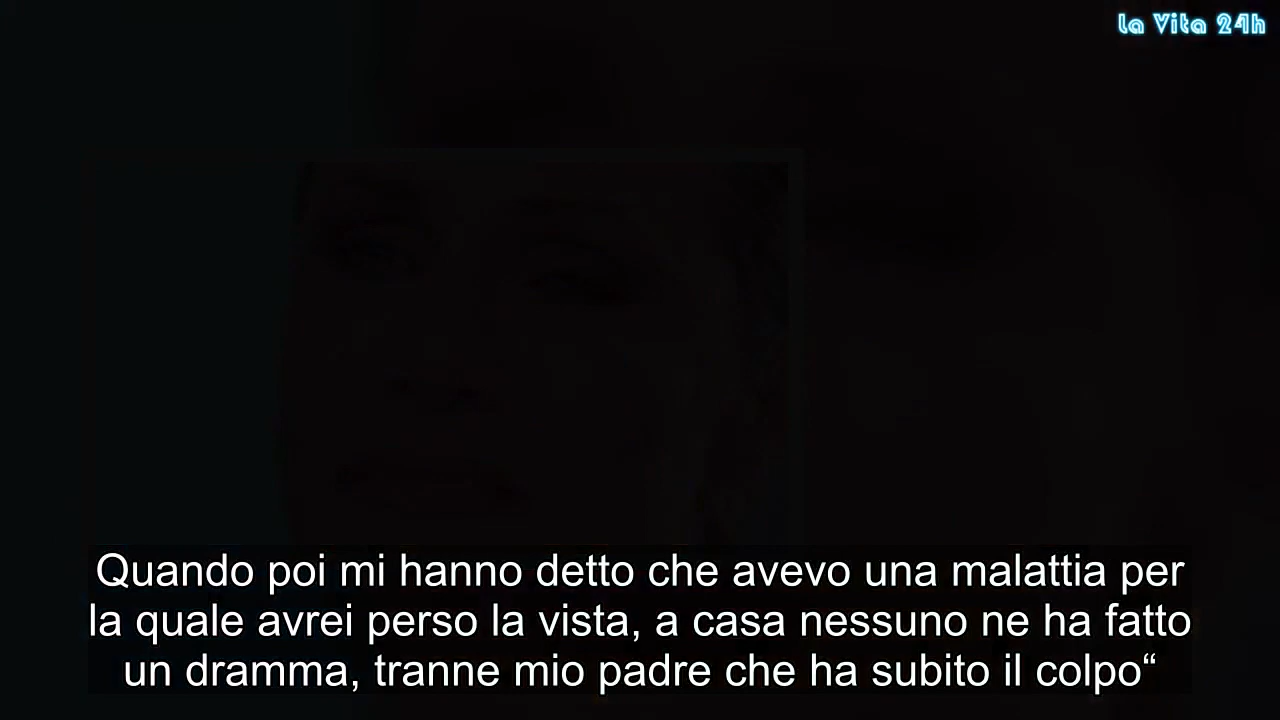 la Vita 24h
Quando poi mi hanno detto che avevo una malattia per
la quale avrei perso la vista, a casa nessuno ne ha fatto
un dramma, tranne mio padre che ha subito il colpo“